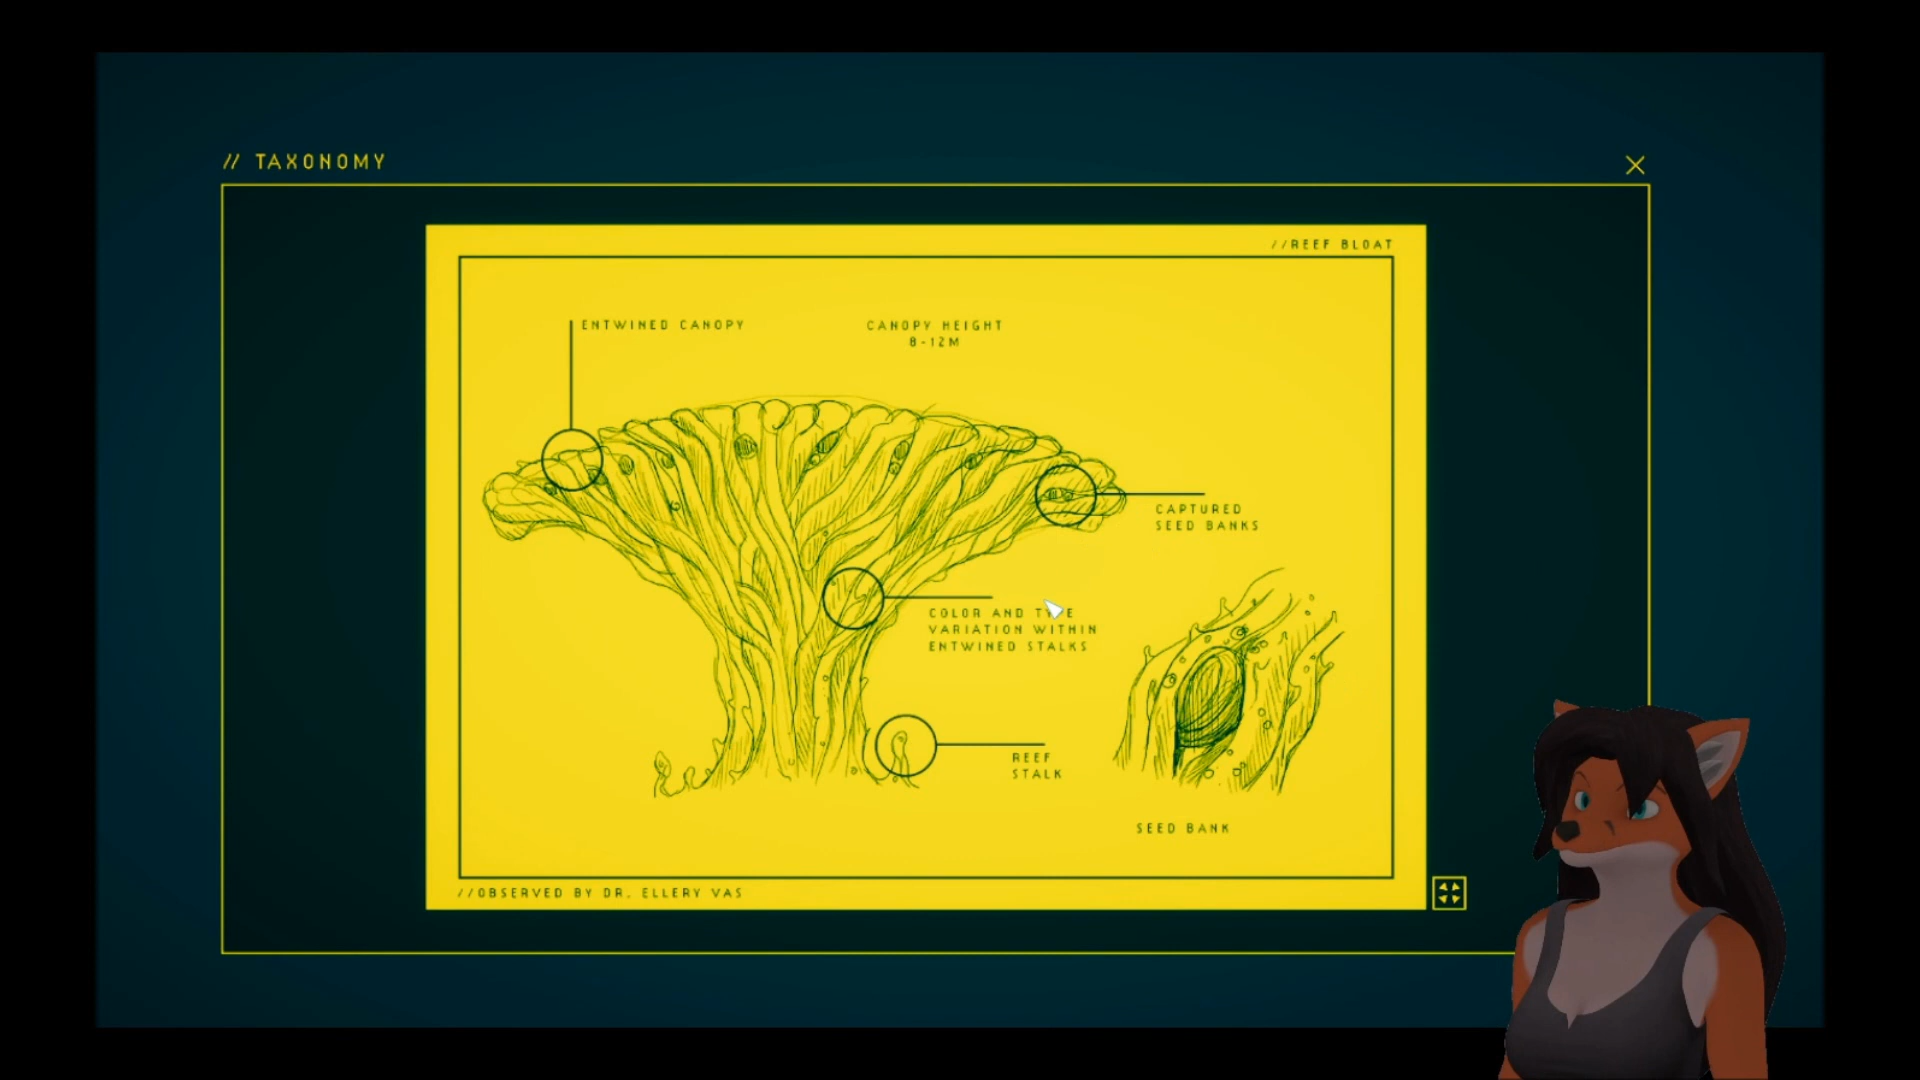 // TAXONOMY
//REEF BLOAT
ENTWINED CANOPY
CANOPY HEIGHT
8-12M
CAPTURED
SEED BANKS
COLOR AND TYPE
VARIATION WITHIN
ENTWINED STALKS
REEF
STALK
SEED BANK
//OBSERVED BY DR. ELLERY VAS